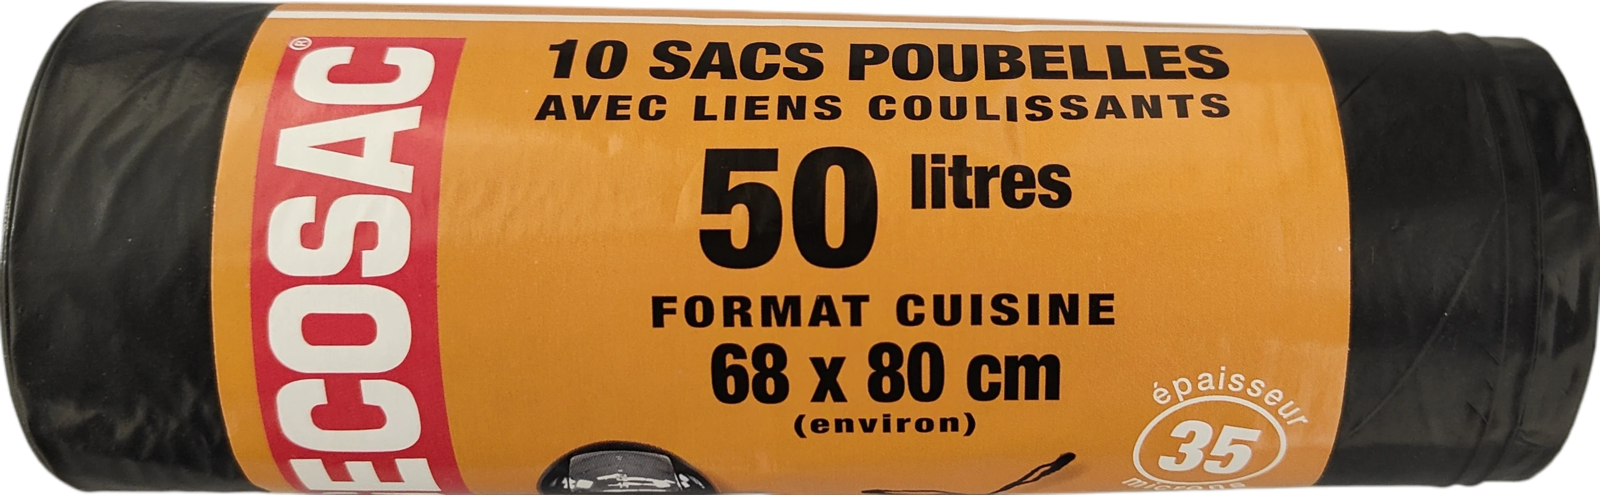 ECOSAC®
10 SACS POUBELLES
AVEC LIENS COULISSANTS
50 litres
FORMAT CUISINE
68 x 80 cm
(environ)
épaisseur
35
microns